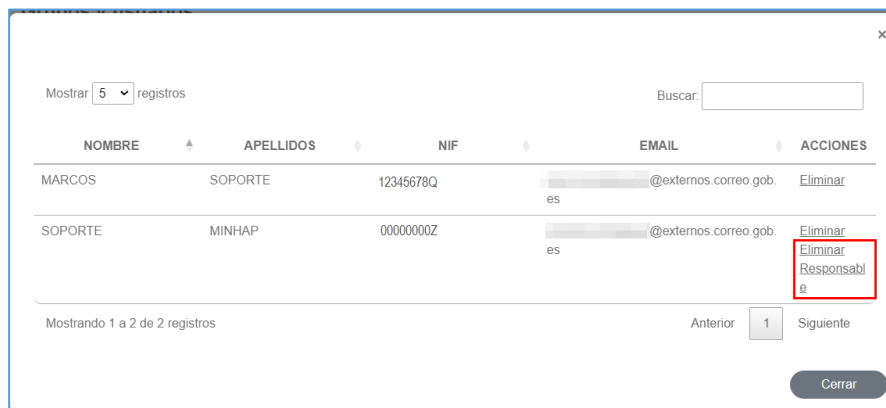 ×
Mostrar 5 registros
Buscar:
NOMBRE APELLIDOS NIF EMAIL ACCIONES
MARCOS SOPORTE 12345678Q @externos.correo.gob. Eliminar
es
SOPORTE MINHAP 00000000Z @externos.correo.gob. Eliminar
es Eliminar
Responsabl
e
Mostrando 1 a 2 de 2 registros
Anterior 1 Siguiente
Cerrar